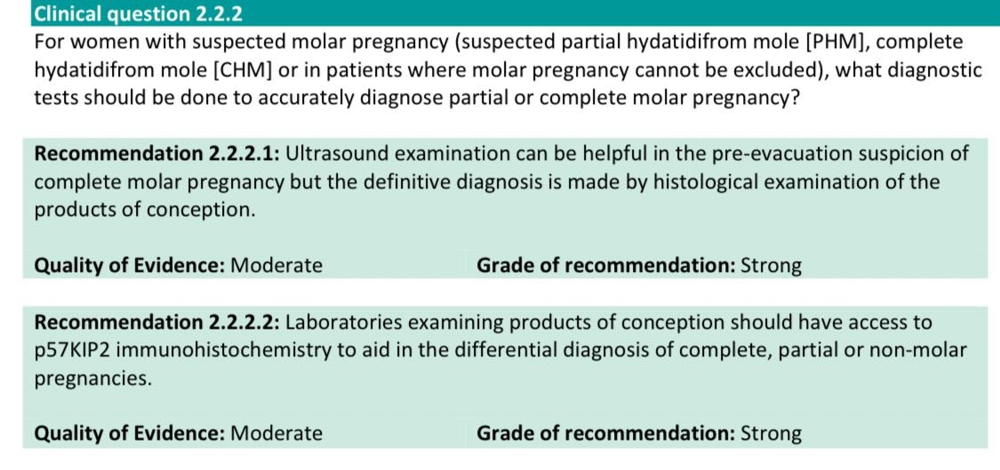 Clinical question 2.2.2
For women with suspected molar pregnancy (suspected partial hydatidifrom mole [PHM], complete
hydatidifrom mole [CHM] or in patients where molar pregnancy cannot be excluded), what diagnostic
tests should be done to accurately diagnose partial or complete molar pregnancy?
Recommendation 2.2.2.1: Ultrasound examination can be helpful in the pre-evacuation suspicion of
complete molar pregnancy but the definitive diagnosis is made by histological examination of the
products of conception.
Quality of Evidence: Moderate Grade of recommendation: Strong
Recommendation 2.2.2.2: Laboratories examining products of conception should have access to
p57KIP2 immunohistochemistry to aid in the differential diagnosis of complete, partial or non-molar
pregnancies.
Quality of Evidence: Moderate Grade of recommendation: Strong